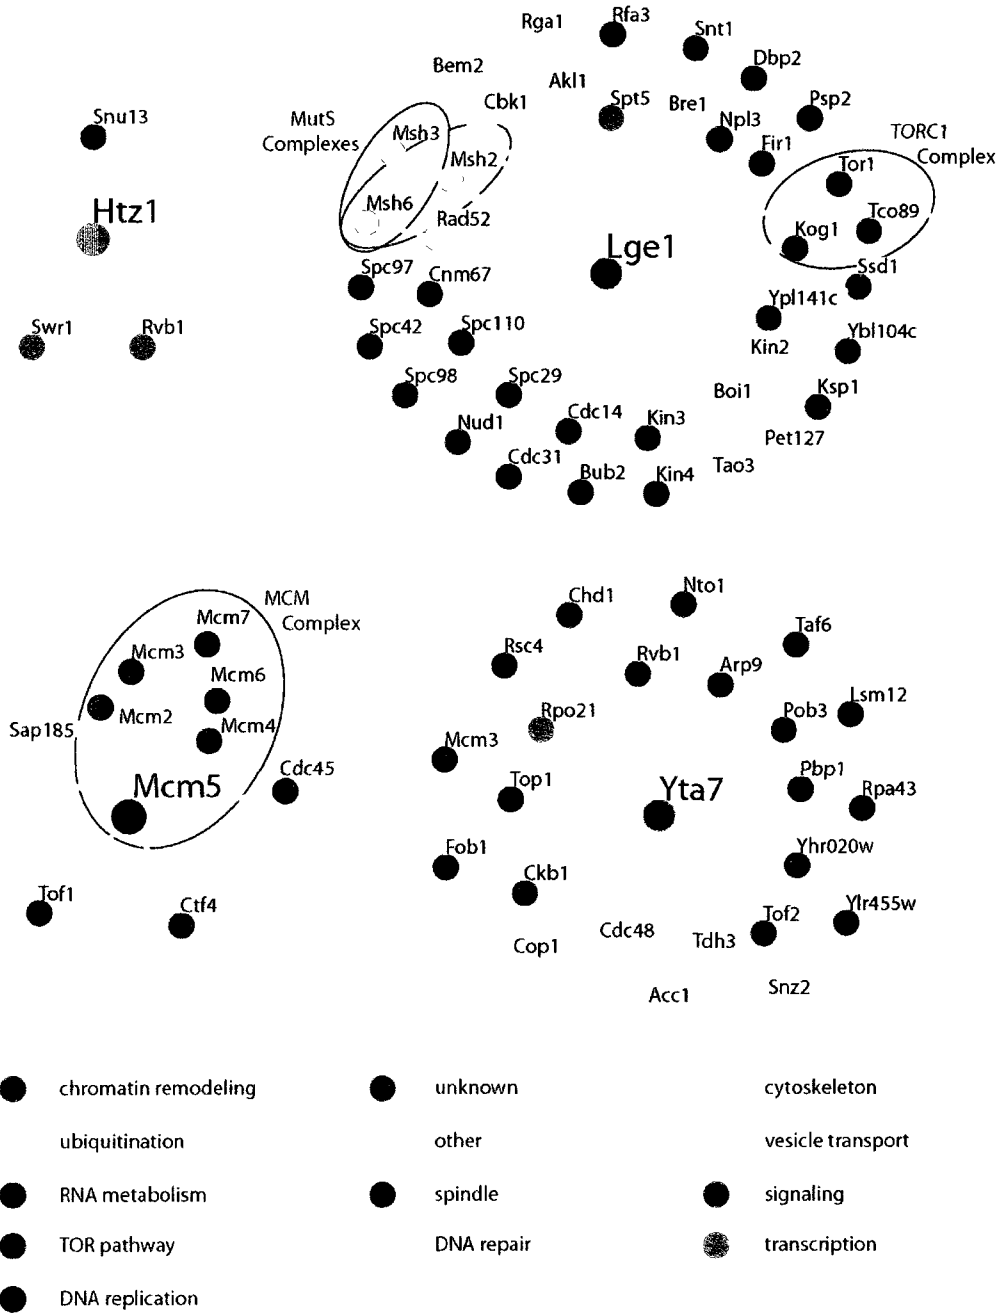 Rga1
Rfa3
Snt1
Bem2
Akl1
Dbp2
Cbk1
Spt5
Bre1
Psp2
Snu13
MutS
Complexes
Msh3
Npl3
TORC1
Complex
Fir1
Msh2
Tor1
Htz1
Msh6
Rad52
Tco89
Kog1
Lge1
Spc97
Cnm67
Ssd1
Ypl141c
Swr1
Rvb1
Spc42
Spc110
Kin2
Ybl104c
Spc98
Spc29
Boi1
Ksp1
Nud1
Cdc14
Kin3
Pet127
Cdc31
Bub2
Kin4
Tao3
MCM
Complex
Mcm7
Mcm3
Mcm6
Mcm2
Mcm4
Sap185
Mcm5
Cdc45
Tof1
Ctf4
Chd1
Nto1
Taf6
Rsc4
Rvb1
Arp9
Lsm12
Rpo21
Pob3
Mcm3
Top1
Yta7
Pbp1
Rpa43
Fob1
Ckb1
Yhr020w
Ylr455w
Cop1
Cdc48
Tdh3
Tof2
Acc1
Snz2
chromatin remodeling
unknown
cytoskeleton
ubiquitination
other
vesicle transport
RNA metabolism
spindle
signaling
TOR pathway
DNA repair
transcription
DNA replication